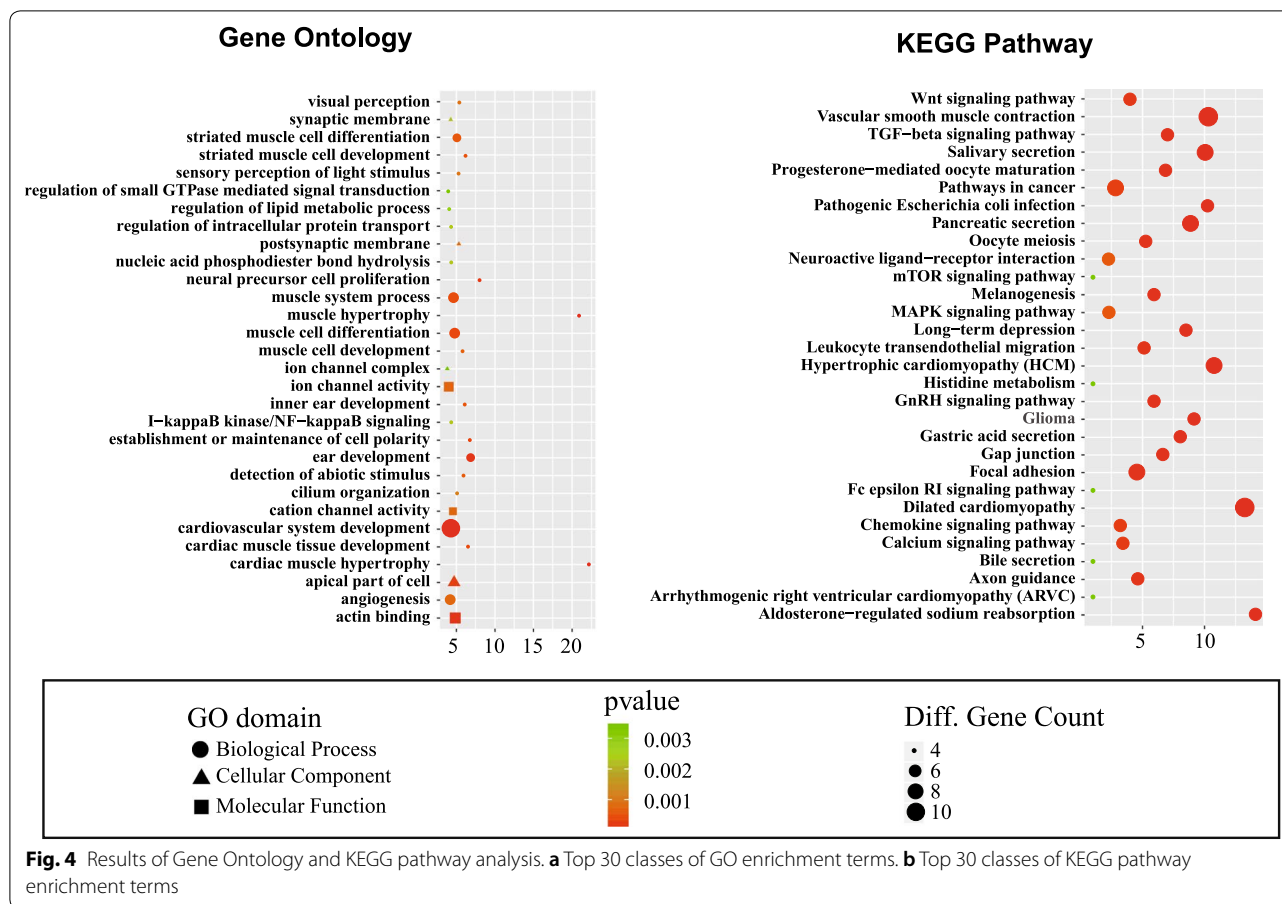 Gene Ontology
visual perception
synaptic membrane
striated muscle cell differentiation
striated muscle cell development
sensory perception of light stimulus
regulation of small GTPase mediated signal transduction
regulation of lipid metabolic process
regulation of intracellular protein transport
postsynaptic membrane
nucleic acid phosphodiester bond hydrolysis
neural precursor cell proliferation
muscle system process
muscle hypertrophy
muscle cell differentiation
muscle cell development
ion channel complex
ion channel activity
inner ear development
I−kappaB kinase/NF−kappaB signaling
establishment or maintenance of cell polarity
ear development
detection of abiotic stimulus
cilium organization
cation channel activity
cardiovascular system development
cardiac muscle tissue development
cardiac muscle hypertrophy
apical part of cell
angiogenesis
actin binding
5 10 15 20
KEGG Pathway
Wnt signaling pathway
Vascular smooth muscle contraction
TGF−beta signaling pathway
Salivary secretion
Progesterone−mediated oocyte maturation
Pathways in cancer
Pathogenic Escherichia coli infection
Pancreatic secretion
Oocyte meiosis
Neuroactive ligand−receptor interaction
mTOR signaling pathway
Melanogenesis
MAPK signaling pathway
Long−term depression
Leukocyte transendothelial migration
Hypertrophic cardiomyopathy (HCM)
Histidine metabolism
GnRH signaling pathway
Glioma
Gastric acid secretion
Gap junction
Focal adhesion
Fc epsilon RI signaling pathway
Dilated cardiomyopathy
Chemokine signaling pathway
Calcium signaling pathway
Bile secretion
Axon guidance
Arrhythmogenic right ventricular cardiomyopathy (ARVC)
Aldosterone−regulated sodium reabsorption
5 10
GO domain
Biological Process
Cellular Component
Molecular Function
pvalue
0.003
0.002
0.001
Diff. Gene Count
4
6
8
10
Fig. 4 Results of Gene Ontology and KEGG pathway analysis. a Top 30 classes of GO enrichment terms. b Top 30 classes of KEGG pathway
enrichment terms